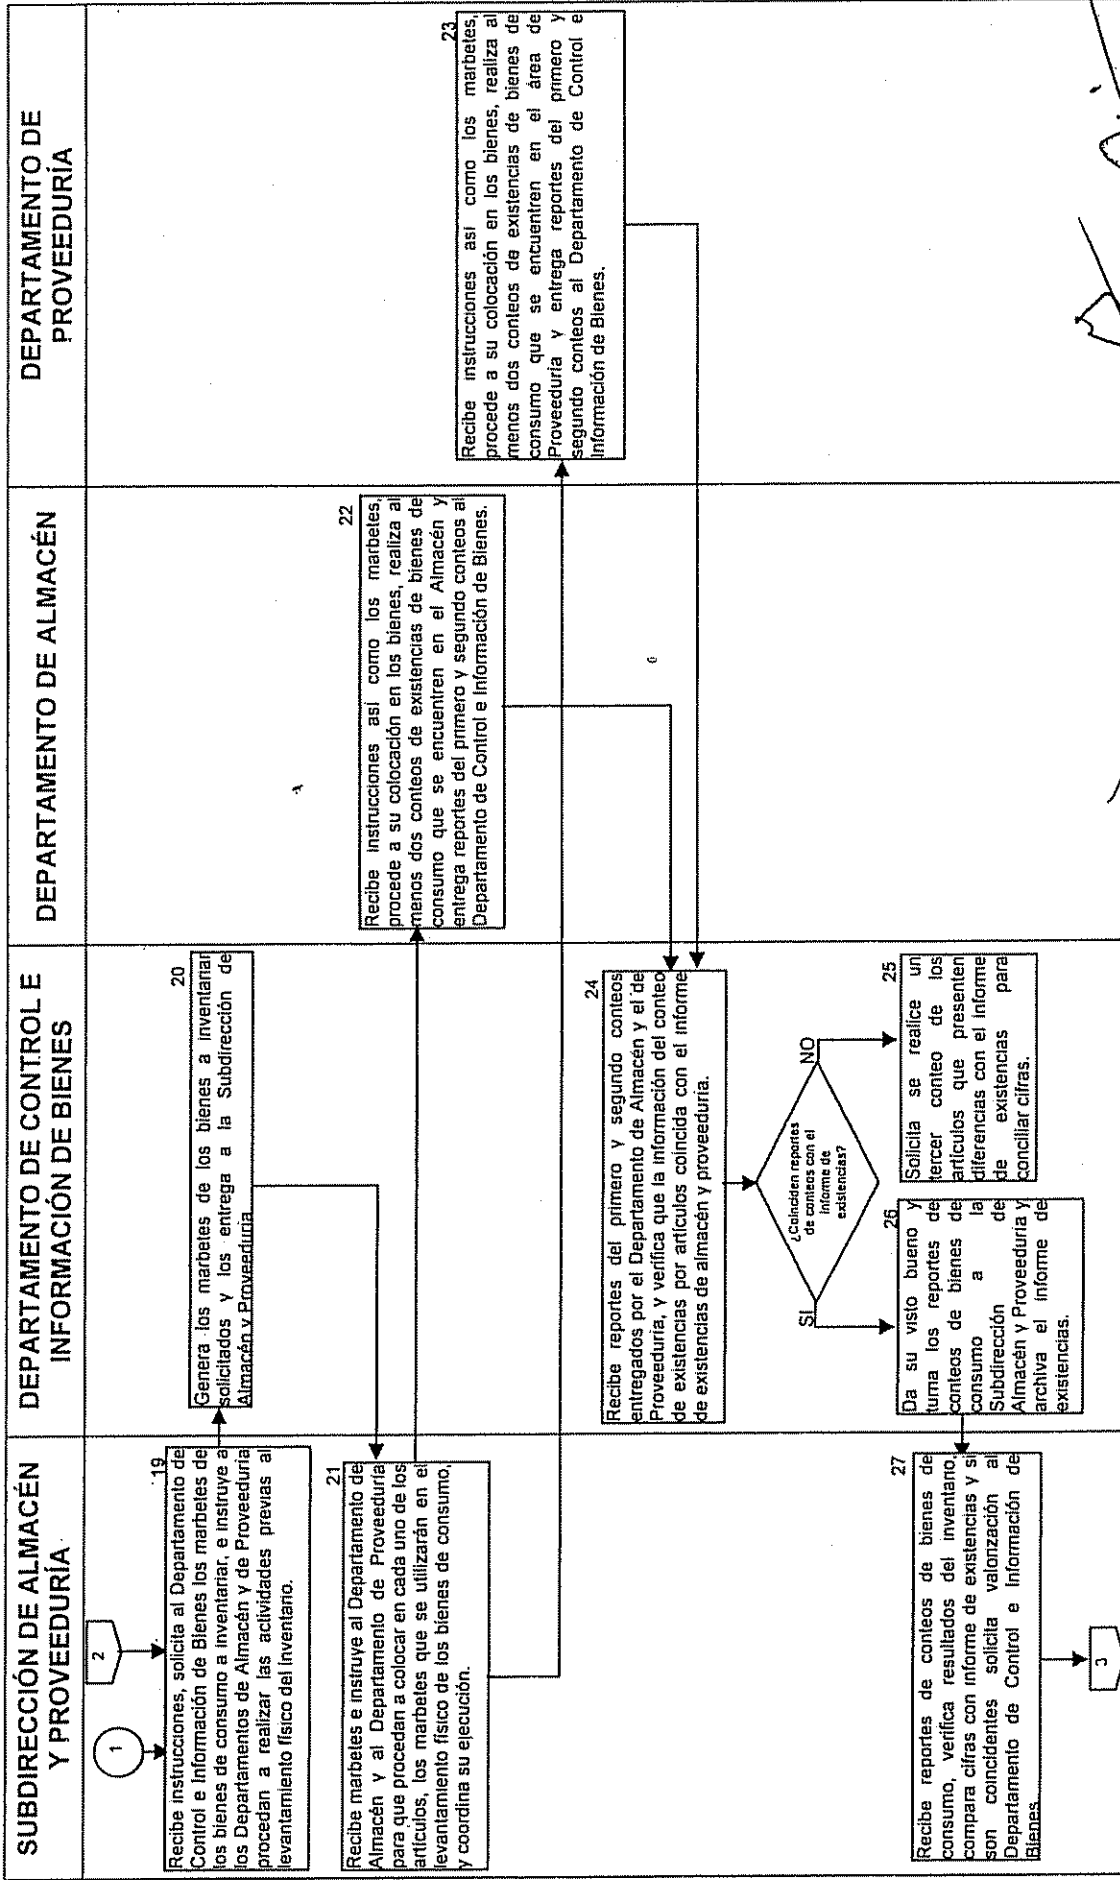 SUBDIRECCIÓN DE ALMACÉN
Y PROVEEDURÍA
DEPARTAMENTO DE CONTROL E
INFORMACIÓN DE BIENES
DEPARTAMENTO DE ALMACÉN
DEPARTAMENTO DE
PROVEEDURÍA
1
2
19
Recibe instrucciones, solicita al Departamento de
Control e Información de Bienes los marbetes de
los bienes de consumo a inventariar, e instruye a
los Departamentos de Almacén y de Proveeduría
procedan a realizar las actividades previas al
levantamiento físico del Inventario.
20
Genera los marbetes de los bienes a inventariar
solicitados y los entrega a la Subdirección de
Almacén y Proveeduría
21
Recibe marbetes e instruye al Departamento de
Almacén y al Departamento de Proveeduría
para que procedan a colocar en cada uno de los
artículos, los marbetes que se utilizarán en el
levantamiento físico de los bienes de consumo,
y coordina su ejecución.
22
Recibe instrucciones así como los marbetes,
procede a su colocación en los bienes, realiza al
menos dos conteos de existencias de bienes de
consumo que se encuentren en el Almacén y
entrega reportes del primero y segundo conteos al
Departamento de Control e Información de Bienes.
23
Recibe instrucciones así como los marbetes,
procede a su colocación en los bienes, realiza al
menos dos conteos de existencias de bienes de
consumo que se encuentren en el área de
Proveeduría y entrega reportes del primero y
segundo conteos al Departamento de Control e
Información de Bienes.
24
Recibe reportes del primero y segundo conteos
entregados por el Departamento de Almacén y el de
Proveeduría, y verifica que la información del conteo
de existencias por artículos coincida con el informe
de existencias de almacén y proveeduría.
¿Coinciden reportes
de conteos con el
informe de
existencias?
SI
NO
25
Solicita se realice un
tercer conteo de los
artículos que presenten
diferencias con el informe
de existencias para
conciliar cifras.
26
Da su visto bueno y
turna los reportes de
conteos de bienes de
consumo a la
Subdirección de
Almacén y Proveeduría y
archiva el informe de
existencias.
27
Recibe reportes de conteos de bienes de
consumo, verifica resultados del inventario,
compara cifras con informe de existencias y si
son coincidentes solicita valorización al
Departamento de Control e Información de
Bienes.
3